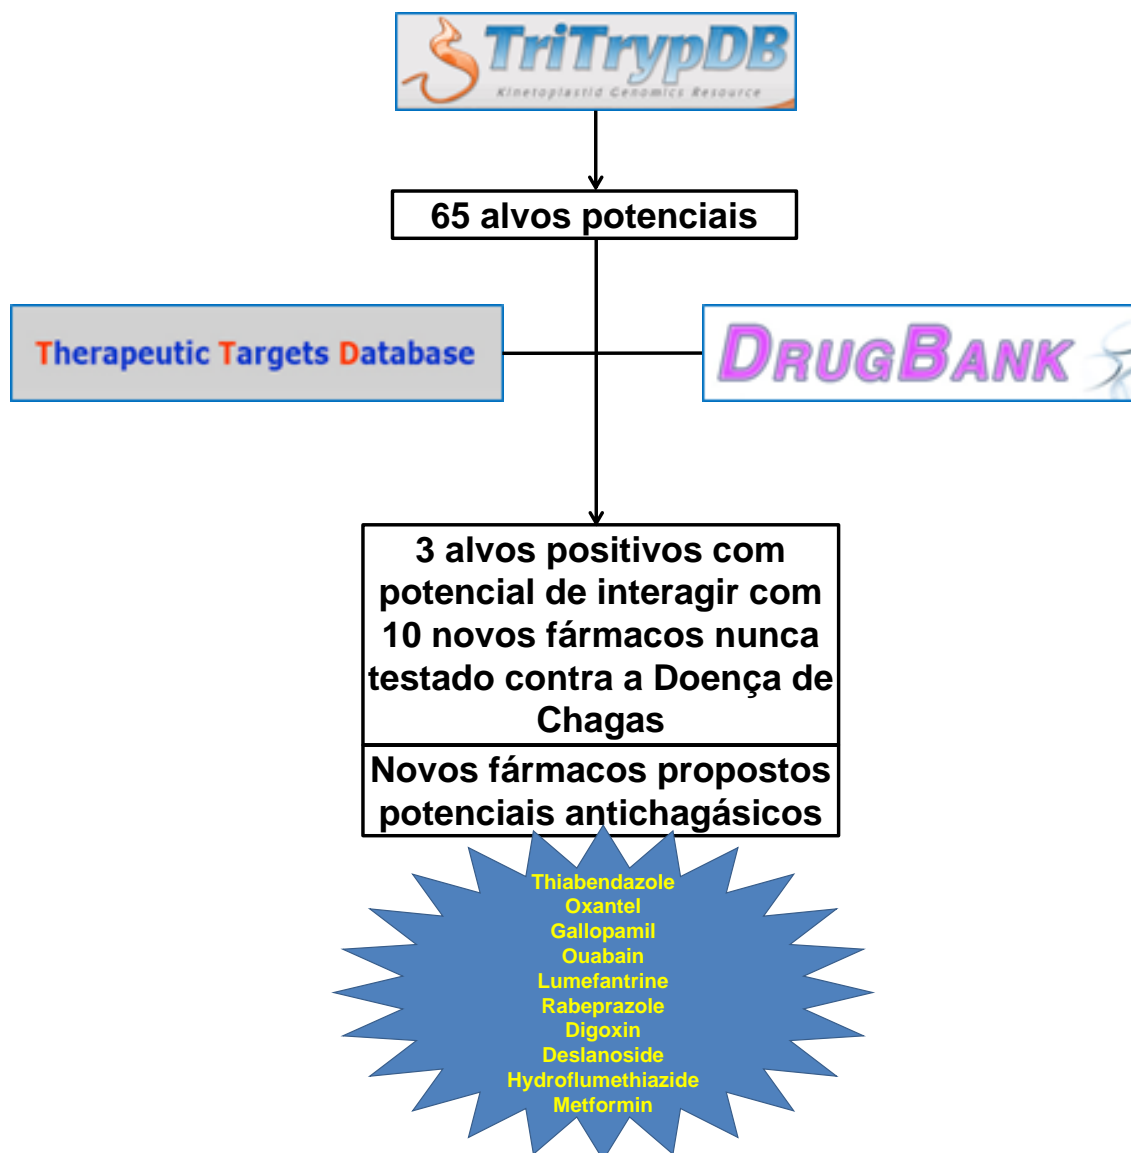 TriTrypDB
Kinetoplastid Genomics Resource
65 alvos potenciais
Therapeutic Targets Database
DRUGBANK
3 alvos positivos com
potencial de interagir com
10 novos fármacos nunca
testado contra a Doença de
Chagas
Novos fármacos propostos
potenciais antichagásicos
Thiabendazole
Oxantel
Gallopamil
Ouabain
Lumefantrine
Rabeprazole
Digoxin
Deslanoside
Hydroflumethiazide
Metformin